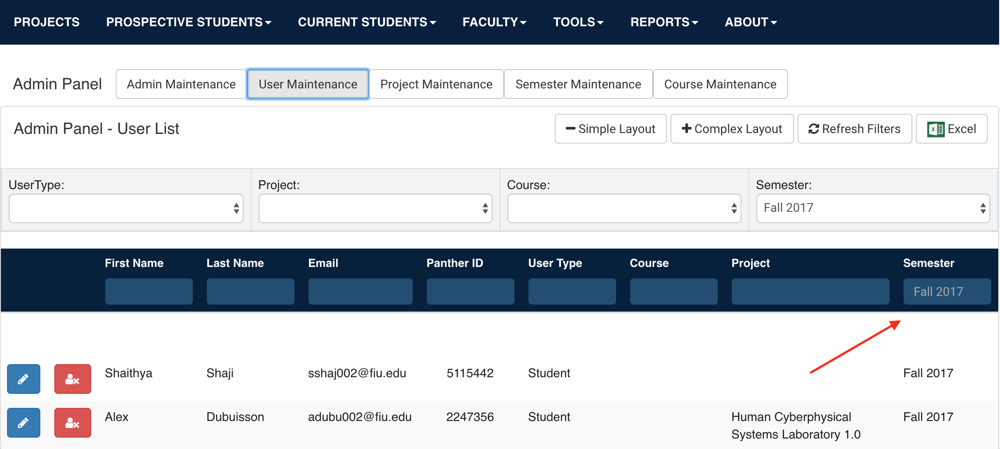 PROJECTS PROSPECTIVE STUDENTS CURRENT STUDENTS FACULTY TOOLS REPORTS ABOUT
Admin Panel Admin Maintenance User Maintenance Project Maintenance Semester Maintenance Course Maintenance
Admin Panel - User List Simple Layout Complex Layout Refresh Filters Excel
UserType: Project: Course: Semester:
Fall 2017
First Name Last Name Email Panther ID User Type Course Project Semester
Fall 2017
Shaithya Shaji sshaj002@fiu.edu 5115442 Student Fall 2017
Alex Dubuisson adubu002@fiu.edu 2247356 Student Human Cyberphysical Fall 2017
Systems Laboratory 1.0